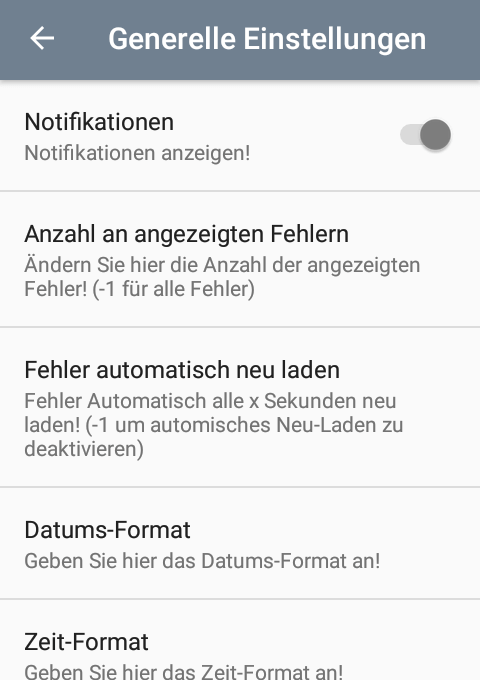 Generelle Einstellungen
Notifikationen
Notifikationen anzeigen!
Anzahl an angezeigten Fehlern
Ändern Sie hier die Anzahl der angezeigten
Fehler! (-1 für alle Fehler)
Fehler automatisch neu laden
Fehler Automatisch alle x Sekunden neu
laden! (-1 um automisches Neu-Laden zu
deaktivieren)
Datums-Format
Geben Sie hier das Datums-Format an!
Zeit-Format
Geben Sie hier das Zeit-Format an!